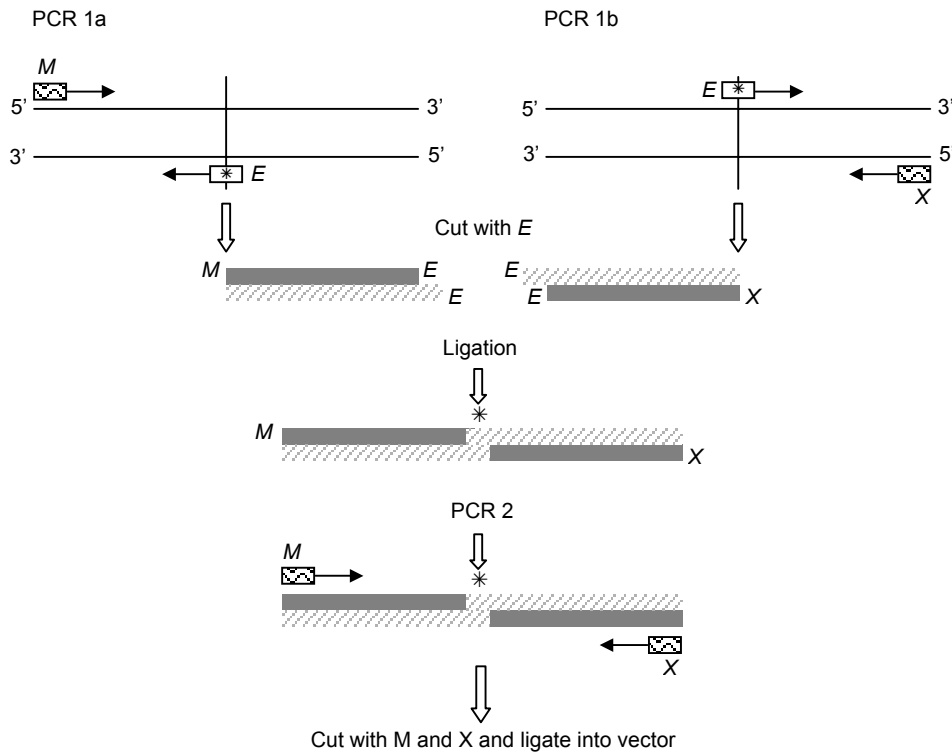 PCR 1a
PCR 1b
M
5’
3’
3’
5’
E
E
5’
3’
3’
5'
X
Cut with E
M
E
E
E
E
X
Ligation
M
X
PCR 2
M
X
Cut with M and X and ligate into vector